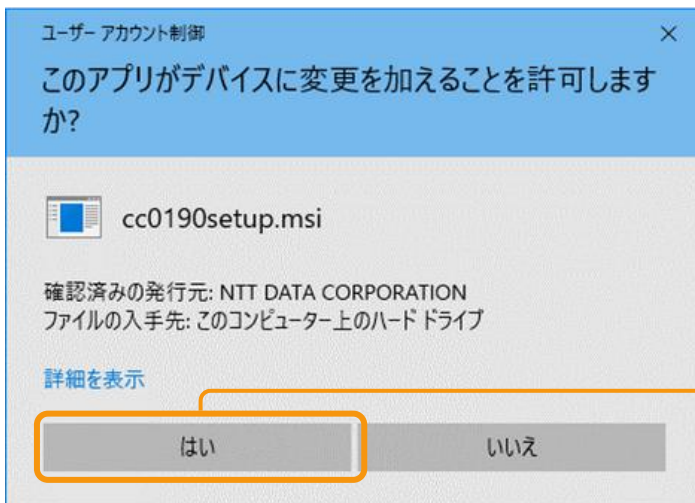 ユーザー アカウント制御
このアプリがデバイスに変更を加えることを許可します
か?
cc0190setup.msi
確認済みの発行元: NTT DATA CORPORATION
ファイルの入手先: このコンピューター上のハード ドライブ
詳細を表示
はい
いいえ